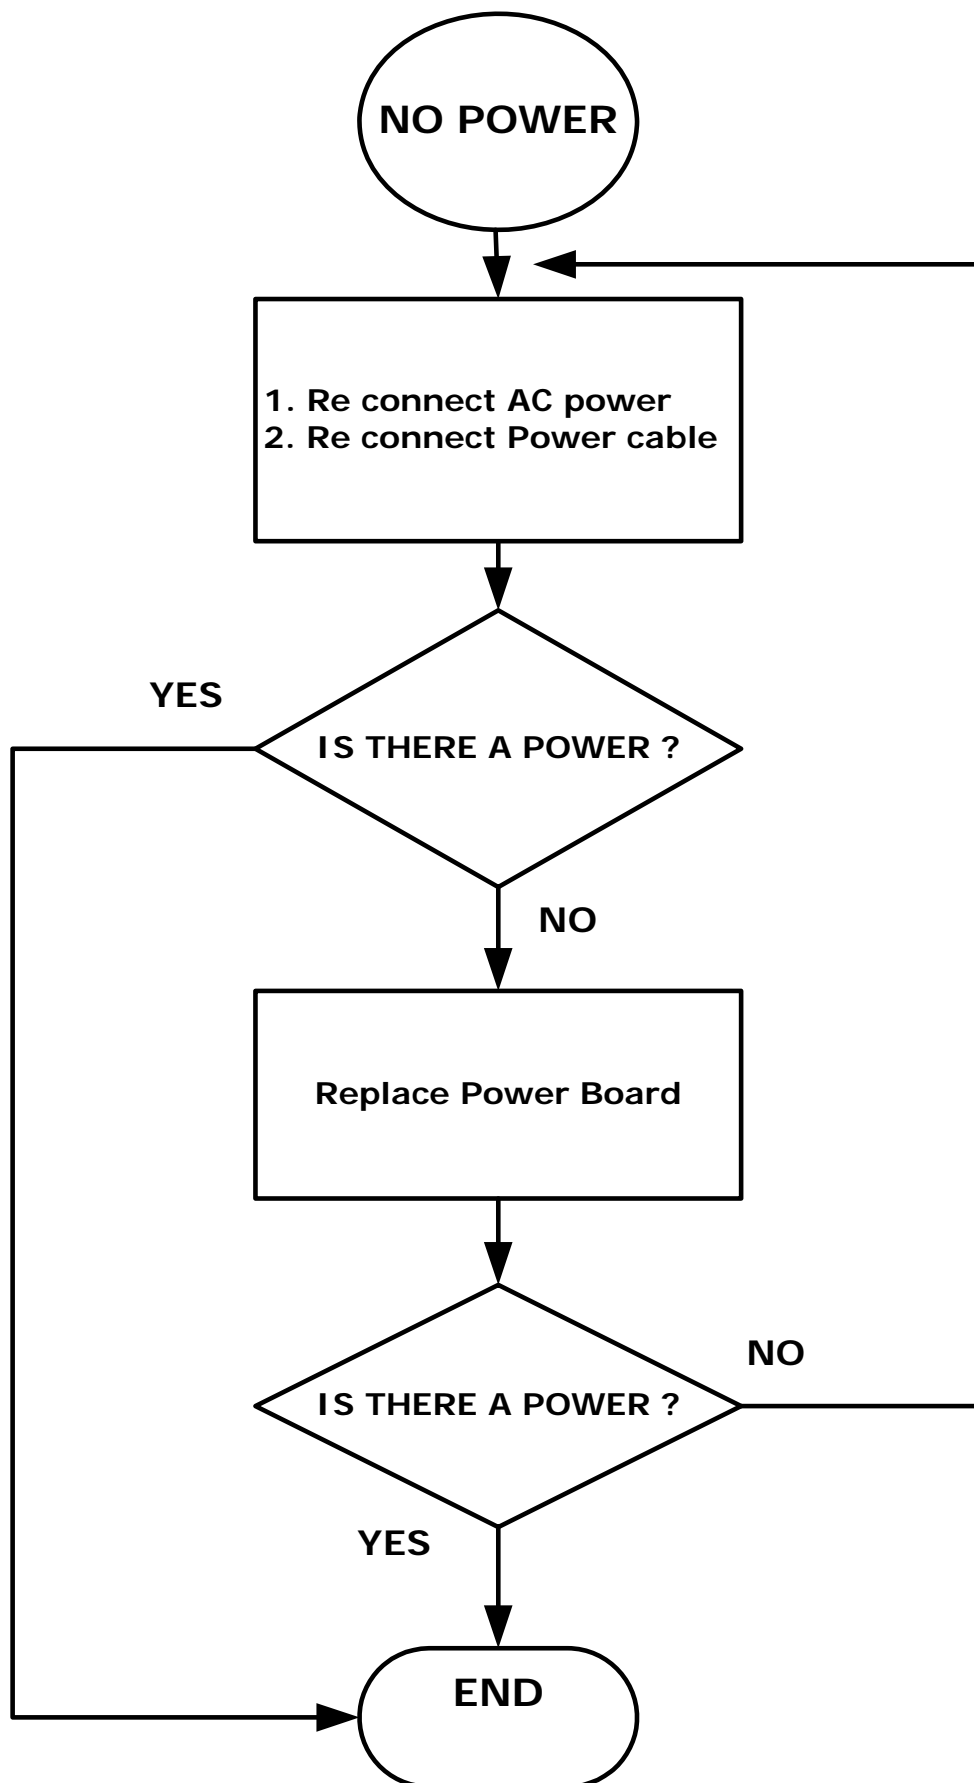 NO POWER
1. Re connect AC power
2. Re connect Power cable
YES
IS THERE A POWER ?
NO
Replace Power Board
NO
IS THERE A POWER ?
YES
END